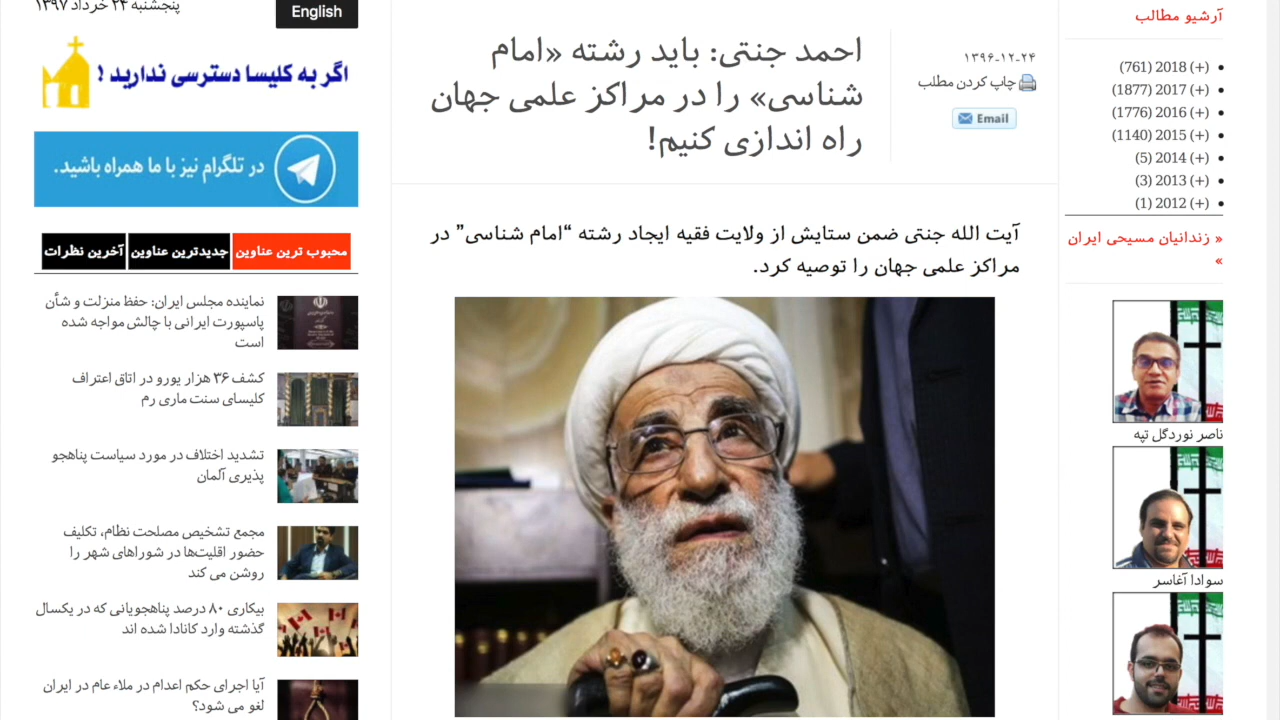 پنجشنبه ۲۴ خرداد ۱۳۹۷
English
آرشیو مطالب
(+) 2018 (761)
(+) 2017 (1877)
(+) 2016 (1776)
(+) 2015 (1140)
(+) 2014 (5)
(+) 2013 (3)
(+) 2012 (1)
« زندانیان مسیحی ایران
»
ناصر نوردگل تپه
سوادا آغاسر
۱۳۹۶-۱۲-۲۴
چاپ کردن مطلب
Email
احمد جنتی: باید رشته «امام
شناسی» را در مراکز علمی جهان
راه اندازی کنیم!
آیت الله جنتی ضمن ستایش از ولایت فقیه ایجاد رشته “امام شناسی” در
مراکز علمی جهان را توصیه کرد.
اگر به کلیسا دسترسی ندارید ؟
در تلگرام نیز با ما همراه باشید.
محبوب ترین عناوین
جدیدترین عناوین
آخرین نظرات
نماینده مجلس ایران: حفظ منزلت و شأن
پاسپورت ایرانی با چالش مواجه شده
است
کشف ۳۶ هزار یورو در اتاق اعتراف
کلیسای سنت ماری رم
تشدید اختلاف در مورد سیاست پناهجو
پذیری آلمان
مجمع تشخیص مصلحت نظام، تکلیف
حضور اقلیت‌ها در شوراهای شهر را
روشن می کند
بیکاری ۸۰ درصد پناهجویانی که در یکسال
گذشته وارد کانادا شده اند
آیا اجرای حکم اعدام در ملاء عام در ایران
لغو می شود؟